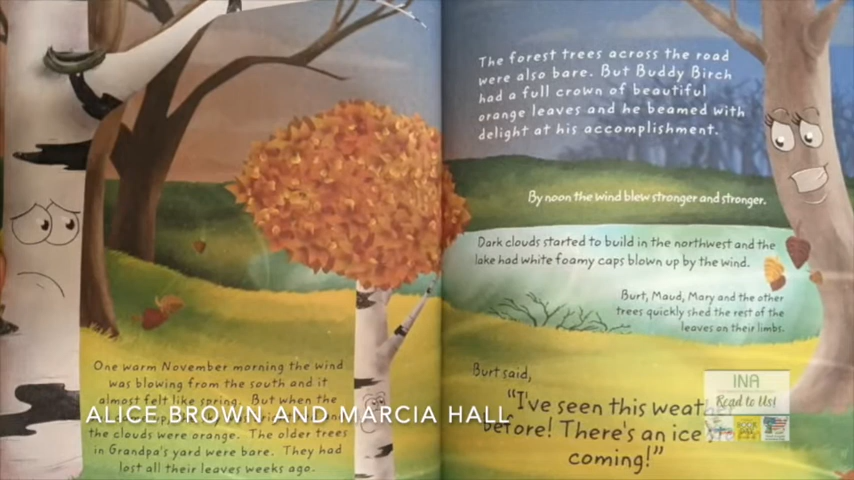 One warm November morning the wind
was blowing from the south and it
almost felt like spring. But when the
the clouds were orange. The older trees
in Grandpa's yard were bare. They had
lost all their leaves weeks ago.
The forest trees across the road
were also bare. But Buddy Birch
had a full crown of beautiful
orange leaves and he beamed with
delight at his accomplishment.
By noon the wind blew stronger and stronger.
Dark clouds started to build in the northwest and the
lake had white foamy caps blown up by the wind.
Burt, Maud, Mary and the other
trees quickly shed the rest of the
leaves on their limbs.
Burt said,
"I've seen this
before! There's an ice
coming!"
ALICE BROWN AND MARCIA HALL
INA
Read to Us!